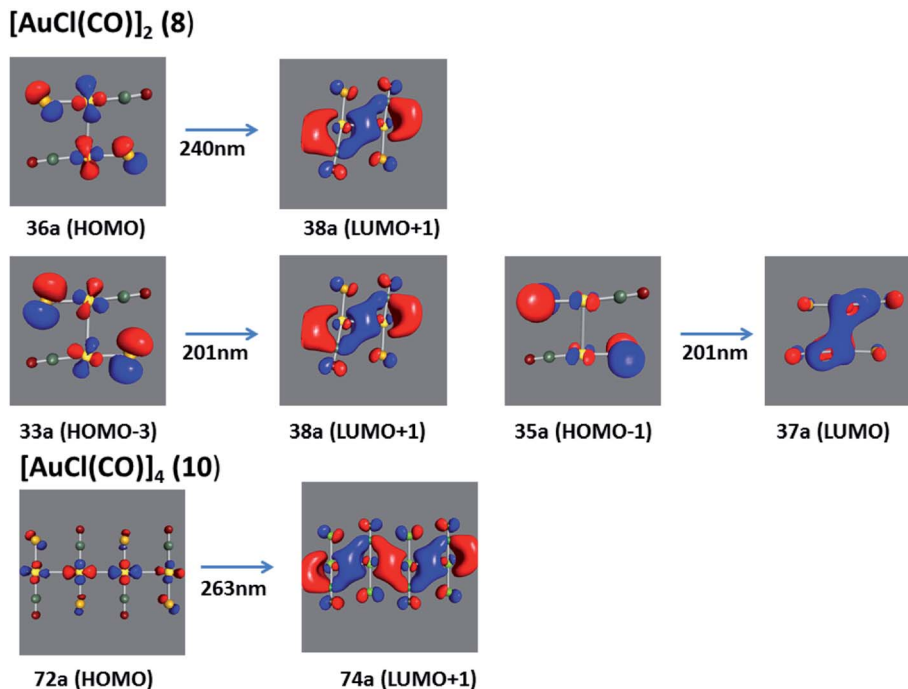 [AuCl(CO)]₂ (8)
240nm
36a (HOMO)
38a (LUMO+1)
201nm
201nm
33a (HOMO-3)
38a (LUMO+1)
35a (HOMO-1)
37a (LUMO)
[AuCl(CO)]₄ (10)
263nm
72a (HOMO)
74a (LUMO+1)